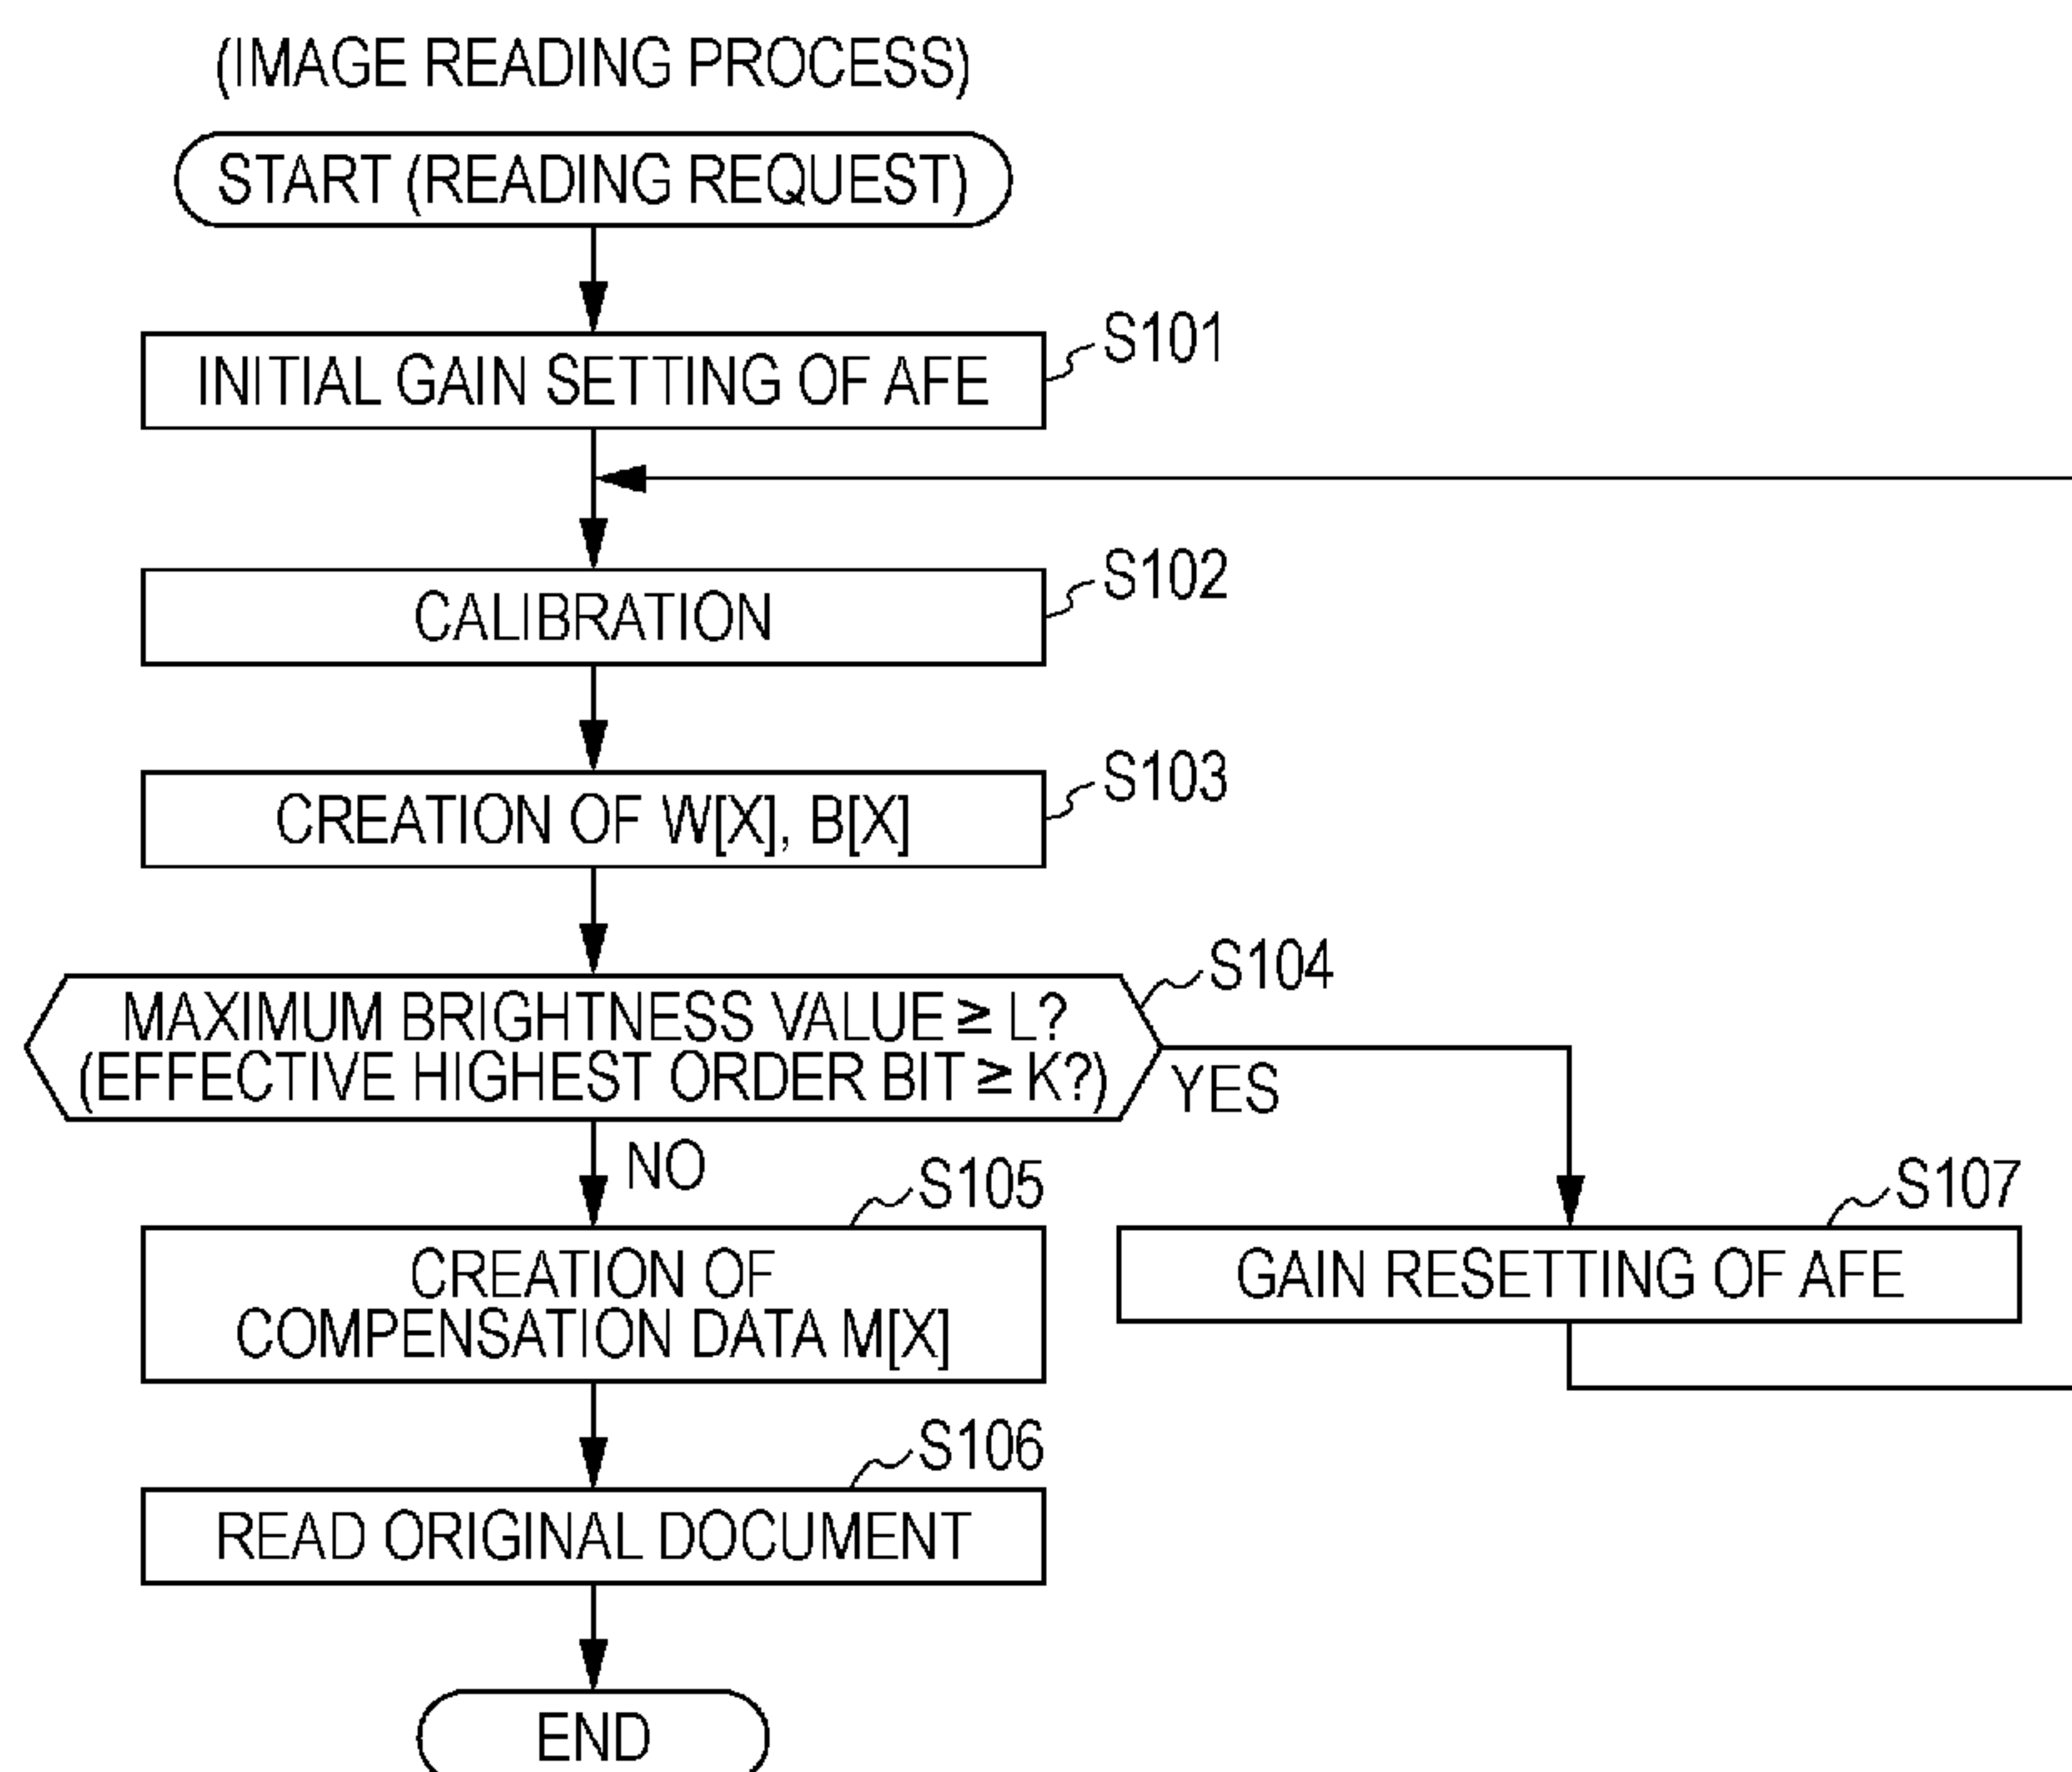 (IMAGE READING PROCESS)
START (READING REQUEST)
S101
INITIAL GAIN SETTING OF AFE
S102
CALIBRATION
S103
CREATION OF W[X], B[X]
S104
MAXIMUM BRIGHTNESS VALUE ≥ L?
(EFFECTIVE HIGHEST ORDER BIT ≥ K?)
YES
NO
S105
CREATION OF
COMPENSATION DATA M[X]
S107
GAIN RESETTING OF AFE
S106
READ ORIGINAL DOCUMENT
END